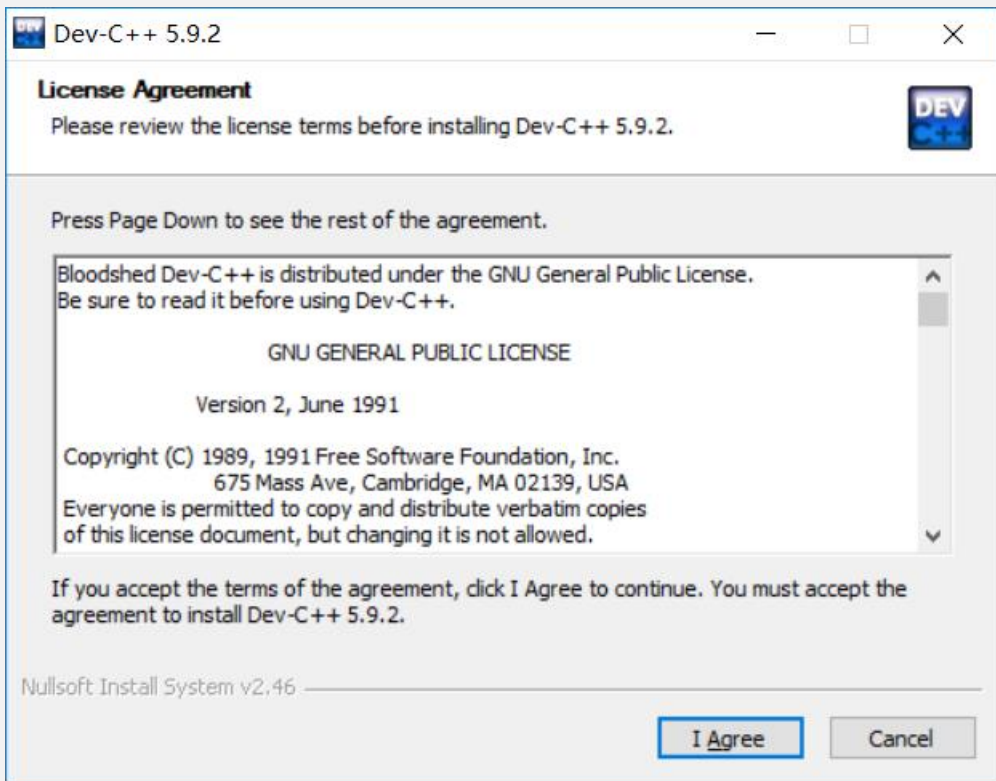 Dev-C++ 5.9.2
License Agreement
Please review the license terms before installing Dev-C++ 5.9.2.
DEV
C++
Press Page Down to see the rest of the agreement.
Bloodshed Dev-C++ is distributed under the GNU General Public License.
Be sure to read it before using Dev-C++.
GNU GENERAL PUBLIC LICENSE
Version 2, June 1991
Copyright (C) 1989, 1991 Free Software Foundation, Inc.
675 Mass Ave, Cambridge, MA 02139, USA
Everyone is permitted to copy and distribute verbatim copies
of this license document, but changing it is not allowed.
If you accept the terms of the agreement, click I Agree to continue. You must accept the
agreement to install Dev-C++ 5.9.2.
Nullsoft Install System v2.46
I Agree
Cancel